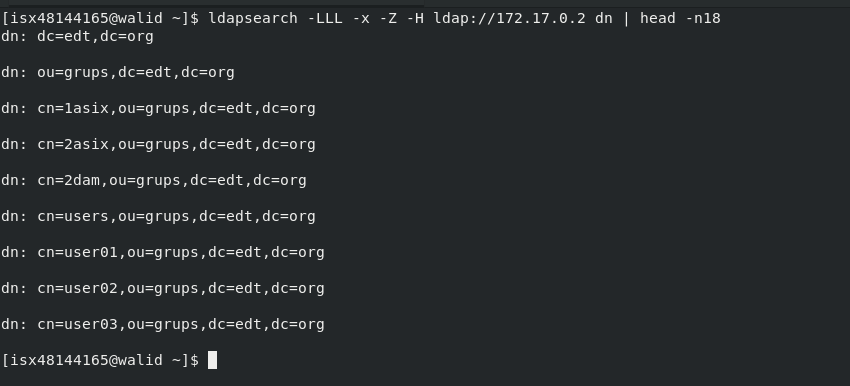 [isx48144165@walid ~]$ ldapsearch -LLL -x -Z -H ldap://172.17.0.2 dn | head -n18
dn: dc=edt,dc=org
dn: ou=grups,dc=edt,dc=org
dn: cn=1asix,ou=grups,dc=edt,dc=org
dn: cn=2asix,ou=grups,dc=edt,dc=org
dn: cn=2dam,ou=grups,dc=edt,dc=org
dn: cn=users,ou=grups,dc=edt,dc=org
dn: cn=user01,ou=grups,dc=edt,dc=org
dn: cn=user02,ou=grups,dc=edt,dc=org
dn: cn=user03,ou=grups,dc=edt,dc=org
[isx48144165@walid ~]$